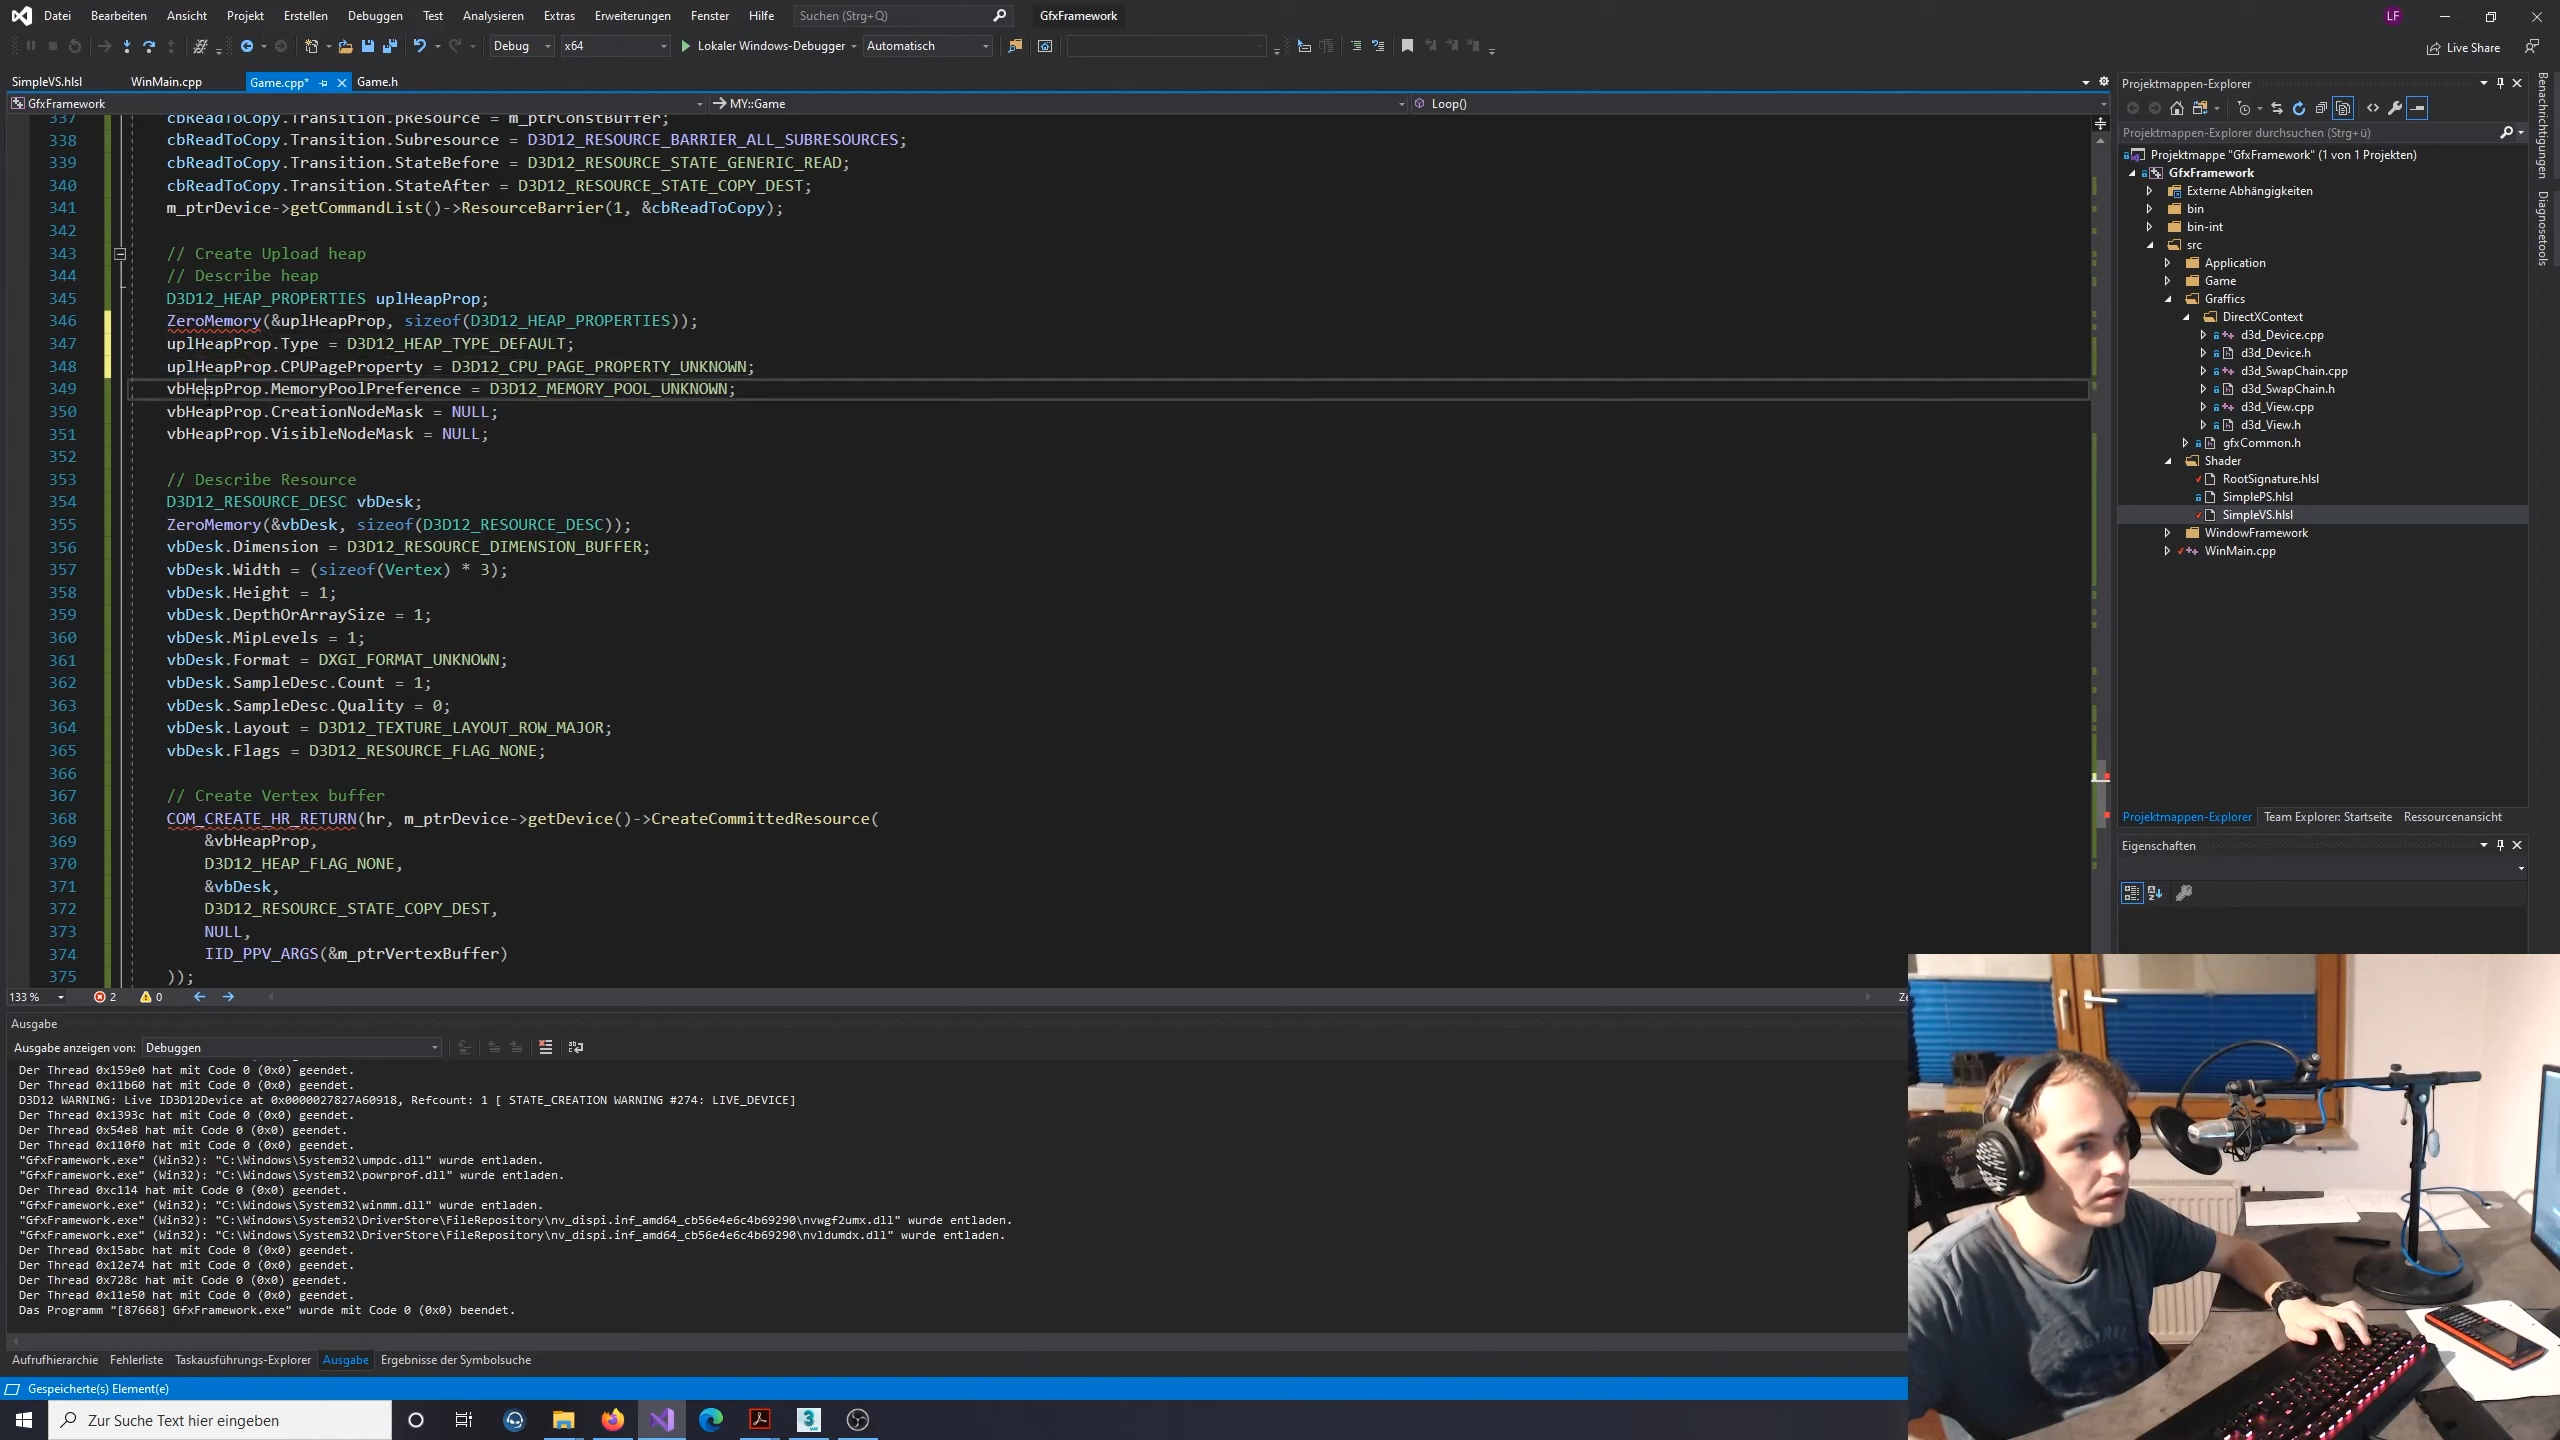 Datei Bearbeiten Ansicht Projekt Erstellen Debuggen Test Analysieren Extras Erweiterungen Fenster Hilfe Suchen (Strg+Q) GfxFramework LF
Debug x64 Lokaler Windows-Debugger Automatisch Live Share
SimpleVS.hlsl WinMain.cpp Game.cpp* Game.h
GfxFramework MY::Game Loop()
337 cbReadToCopy.Transition.pResource = m_ptrConstBuffer;
338 cbReadToCopy.Transition.Subresource = D3D12_RESOURCE_BARRIER_ALL_SUBRESOURCES;
339 cbReadToCopy.Transition.StateBefore = D3D12_RESOURCE_STATE_GENERIC_READ;
340 cbReadToCopy.Transition.StateAfter = D3D12_RESOURCE_STATE_COPY_DEST;
341 m_ptrDevice->getCommandList()->ResourceBarrier(1, &cbReadToCopy);
342
343 // Create Upload heap
344 // Describe heap
345 D3D12_HEAP_PROPERTIES uplHeapProp;
346 ZeroMemory(&uplHeapProp, sizeof(D3D12_HEAP_PROPERTIES));
347 uplHeapProp.Type = D3D12_HEAP_TYPE_DEFAULT;
348 uplHeapProp.CPUPageProperty = D3D12_CPU_PAGE_PROPERTY_UNKNOWN;
349 vbHeapProp.MemoryPoolPreference = D3D12_MEMORY_POOL_UNKNOWN;
350 vbHeapProp.CreationNodeMask = NULL;
351 vbHeapProp.VisibleNodeMask = NULL;
352
353 // Describe Resource
354 D3D12_RESOURCE_DESC vbDesk;
355 ZeroMemory(&vbDesk, sizeof(D3D12_RESOURCE_DESC));
356 vbDesk.Dimension = D3D12_RESOURCE_DIMENSION_BUFFER;
357 vbDesk.Width = (sizeof(Vertex) * 3);
358 vbDesk.Height = 1;
359 vbDesk.DepthOrArraySize = 1;
360 vbDesk.MipLevels = 1;
361 vbDesk.Format = DXGI_FORMAT_UNKNOWN;
362 vbDesk.SampleDesc.Count = 1;
363 vbDesk.SampleDesc.Quality = 0;
364 vbDesk.Layout = D3D12_TEXTURE_LAYOUT_ROW_MAJOR;
365 vbDesk.Flags = D3D12_RESOURCE_FLAG_NONE;
366
367 // Create Vertex buffer
368 COM_CREATE_HR_RETURN(hr, m_ptrDevice->getDevice()->CreateCommittedResource(
369 &vbHeapProp,
370 D3D12_HEAP_FLAG_NONE,
371 &vbDesk,
372 D3D12_RESOURCE_STATE_COPY_DEST,
373 NULL,
374 IID_PPV_ARGS(&m_ptrVertexBuffer)
375 ));
133 % 2 0
Ausgabe
Ausgabe anzeigen von: Debuggen
Der Thread 0x159e0 hat mit Code 0 (0x0) geendet.
Der Thread 0x11b60 hat mit Code 0 (0x0) geendet.
D3D12 WARNING: Live ID3D12Device at 0x0000027827A60918, Refcount: 1 [ STATE_CREATION WARNING #274: LIVE_DEVICE]
Der Thread 0x1393c hat mit Code 0 (0x0) geendet.
Der Thread 0x54e8 hat mit Code 0 (0x0) geendet.
Der Thread 0x110f0 hat mit Code 0 (0x0) geendet.
"GfxFramework.exe" (Win32): "C:\Windows\System32\umpdc.dll" wurde entladen.
"GfxFramework.exe" (Win32): "C:\Windows\System32\powrprof.dll" wurde entladen.
Der Thread 0xc114 hat mit Code 0 (0x0) geendet.
"GfxFramework.exe" (Win32): "C:\Windows\System32\winmm.dll" wurde entladen.
"GfxFramework.exe" (Win32): "C:\Windows\System32\DriverStore\FileRepository\nv_dispi.inf_amd64_cb56e4e6c4b69290\nvwgf2umx.dll" wurde entladen.
"GfxFramework.exe" (Win32): "C:\Windows\System32\DriverStore\FileRepository\nv_dispi.inf_amd64_cb56e4e6c4b69290\nvldumdx.dll" wurde entladen.
Der Thread 0x15abc hat mit Code 0 (0x0) geendet.
Der Thread 0x12e74 hat mit Code 0 (0x0) geendet.
Der Thread 0x728c hat mit Code 0 (0x0) geendet.
Der Thread 0x11e50 hat mit Code 0 (0x0) geendet.
Das Programm "[87668] GfxFramework.exe" wurde mit Code 0 (0x0) beendet.
Aufrufhierarchie Fehlerliste Taskausführungs-Explorer Ausgabe Ergebnisse der Symbolsuche
Gespeicherte(s) Element(e)
Zur Suche Text hier eingeben
Projektmappen-Explorer
Projektmappen-Explorer durchsuchen (Strg+ü)
Projektmappe "GfxFramework" (1 von 1 Projekten)
GfxFramework
Externe Abhängigkeiten
bin
bin-int
src
Application
Game
Graffics
DirectXContext
d3d_Device.cpp
d3d_Device.h
d3d_SwapChain.cpp
d3d_SwapChain.h
d3d_View.cpp
d3d_View.h
gfxCommon.h
Shader
RootSignature.hlsl
SimplePS.hlsl
SimpleVS.hlsl
WindowFramework
WinMain.cpp
Projektmappen-Explorer Team Explorer: Startseite Ressourcenansicht
Eigenschaften
Benachrichtigungen
Diagnosetools